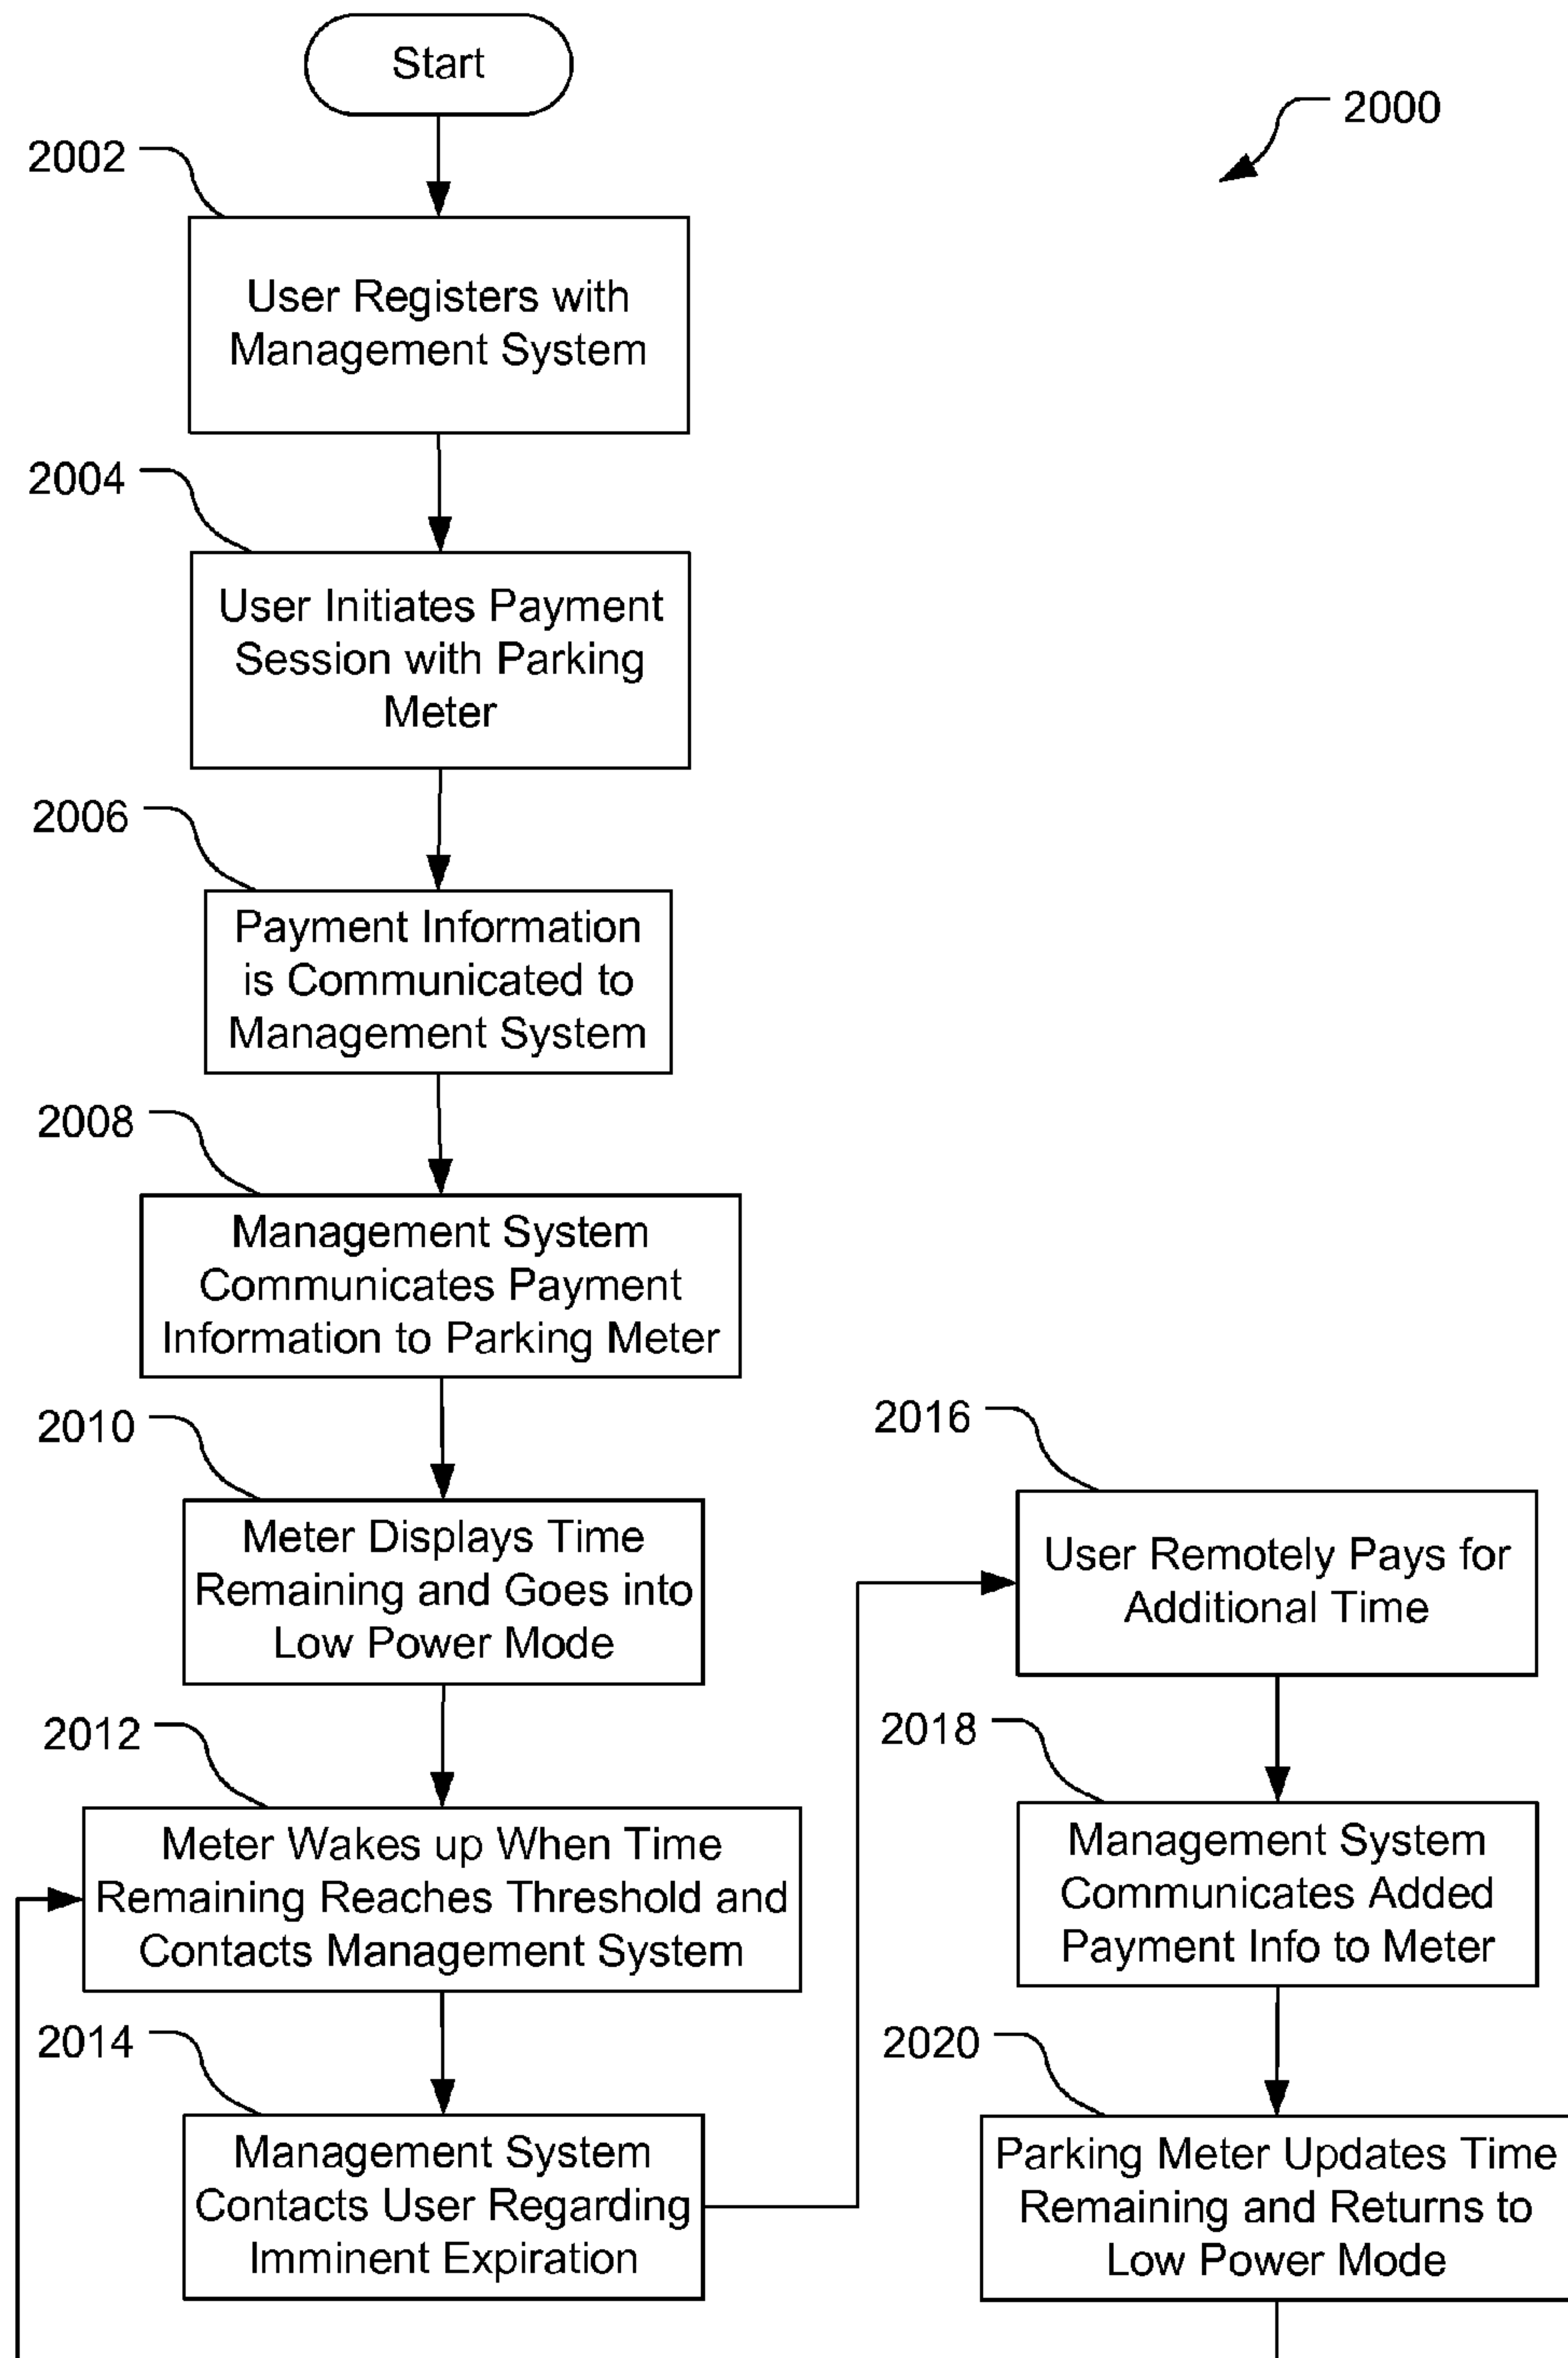 Start
2000
2002
User Registers with
Management System
2004
User Initiates Payment
Session with Parking
Meter
2006
Payment Information
is Communicated to
Management System
2008
Management System
Communicates Payment
Information to Parking Meter
2010
Meter Displays Time
Remaining and Goes into
Low Power Mode
2012
Meter Wakes up When Time
Remaining Reaches Threshold and
Contacts Management System
2014
Management System
Contacts User Regarding
Imminent Expiration
2016
User Remotely Pays for
Additional Time
2018
Management System
Communicates Added
Payment Info to Meter
2020
Parking Meter Updates Time
Remaining and Returns to
Low Power Mode